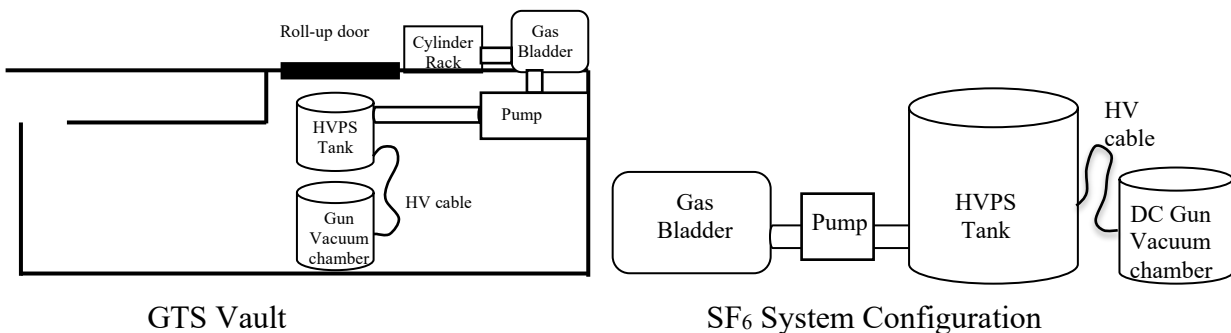 Roll-up door
Cylinder
Rack
Gas
Bladder
HVPS
Tank
Pump
HV cable
Gun
Vacuum
chamber
GTS Vault
Gas
Bladder
Pump
HVPS
Tank
HV
cable
DC Gun
Vacuum
chamber
SF₆ System Configuration